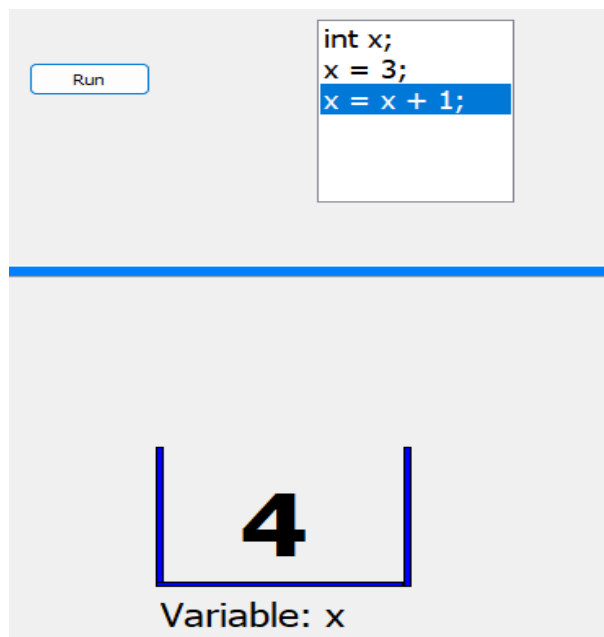 Run
int x;
x = 3;
x = x + 1;
4
Variable: x